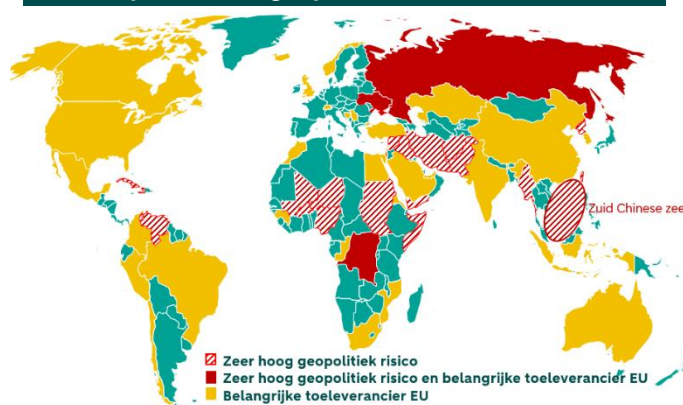 Zuid Chinese zee
Zeer hoog geopolitiek risico
Zeer hoog geopolitiek risico en belangrijke toeleverancier EU
Belangrijke toeleverancier EU